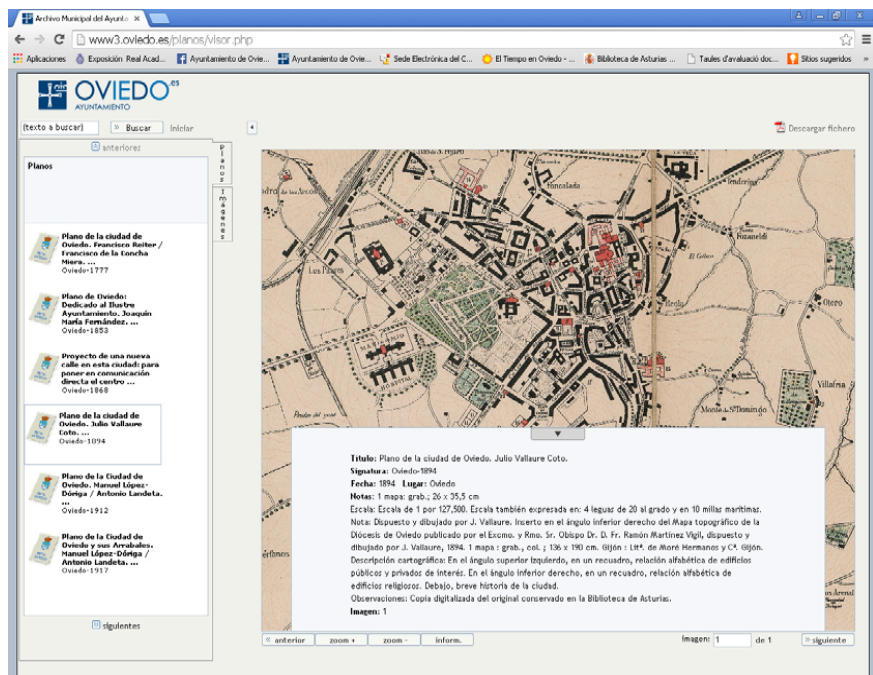 Archivo Municipal del Ayunto
www3.oviedo.es/planos/visor.php
Aplicaciones Exposición Real Acad... Ayuntamiento de Ovie... Ayuntamiento de Ovie... Sede Electrónica del C... El Tiempo en Oviedo - ... Biblioteca de Asturias ... Taules d'avaluació doc... Sitios sugeridos »
OVIEDO.es
AYUNTAMIENTO
(texto a buscar) » Buscar Iniciar
Descargar fichero
anteriores
Planos
Imágenes
Planos
Plano de la ciudad de
Oviedo. Francisco Reiter /
Francisco de la Concha
Miera. ...
Oviedo-1777
Plano de Oviedo:
Dedicado al Ilustre
Ayuntamiento. Joaquín
María Fernández. ...
Oviedo-1853
Proyecto de una nueva
calle en esta ciudad: para
poner en comunicación
directa el centro ...
Oviedo-1868
Plano de la ciudad de
Oviedo. Julio Vallaure
Coto. ...
Oviedo-1894
Plano de la Ciudad de
Oviedo. Manuel López-
Dóriga / Antonio Landeta.
...
Oviedo-1912
Plano de la Ciudad de
Oviedo y sus Arrabales.
Manuel López-Dóriga /
Antonio Landeta. ...
Oviedo-1917
siguientes
Foncalada
Tenderina
Fozaneldi
Los Pilares
El Cristo
Otero
HOSPITAL
Villafria
Monte de Sto Domingo
Título: Plano de la ciudad de Oviedo. Julio Vallaure Coto.
Signatura: Oviedo-1894
Fecha: 1894 Lugar: Oviedo
Notas: 1 mapa: grab.; 26 x 35,5 cm
Escala: Escala de 1 por 127,500. Escala también expresada en: 4 leguas de 20 al grado y en 10 millas marítimas.
Nota: Dispuesto y dibujado por J. Vallaure. Inserto en el ángulo inferior derecho del Mapa topográfico de la
Diócesis de Oviedo publicado por el Excmo. y Rmo. Sr. Obispo Dr. D. Fr. Ramón Martínez Vigil, dispuesto y
dibujado por J. Vallaure, 1894. 1 mapa : grab., col. ; 136 x 190 cm. Gijón : Litª. de Moré Hermanos y Cª. Gijón.
Descripción cartográfica: En el ángulo superior izquierdo, en un recuadro, relación alfabética de edificios
públicos y privados de interés. En el ángulo inferior derecho, en un recuadro, relación alfabética de
edificios religiosos. Debajo, breve historia de la ciudad.
Observaciones: Copia digitalizada del original conservado en la Biblioteca de Asturias.
Imagen: 1
« anterior zoom + zoom - inform. Imagen: 1 de 1 » siguiente